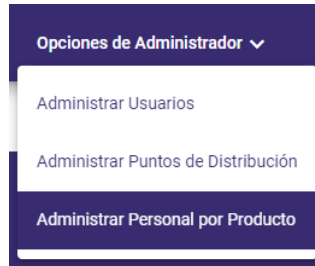 Opciones de Administrador
Administrar Usuarios
Administrar Puntos de Distribución
Administrar Personal por Producto